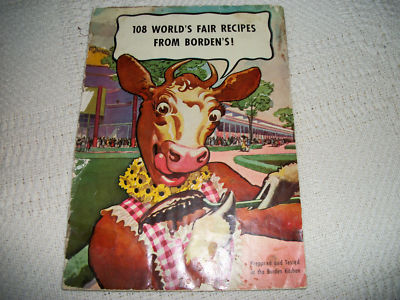 108 WORLD'S FAIR RECIPES
FROM BORDEN'S!
Prepared and Tested
in the Borden Kitchen